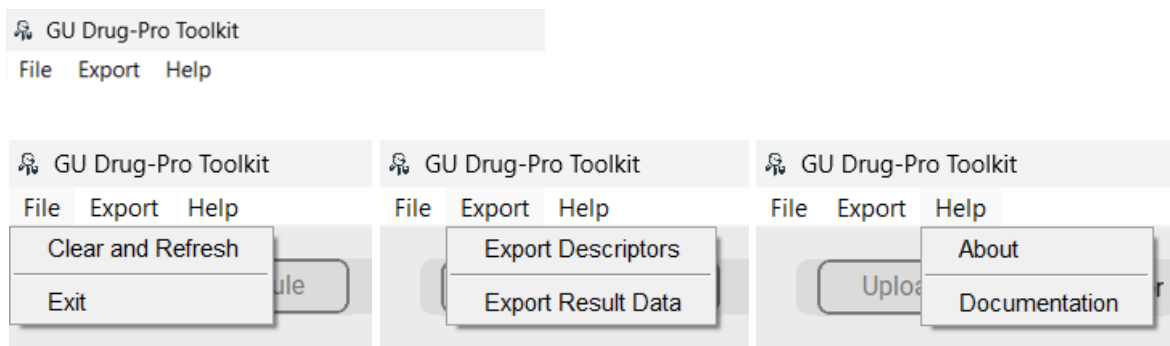 GU Drug-Pro Toolkit
File Export Help
GU Drug-Pro Toolkit
File Export Help
Clear and Refresh
Exit
GU Drug-Pro Toolkit
File Export Help
Export Descriptors
Export Result Data
GU Drug-Pro Toolkit
File Export Help
About
Documentation